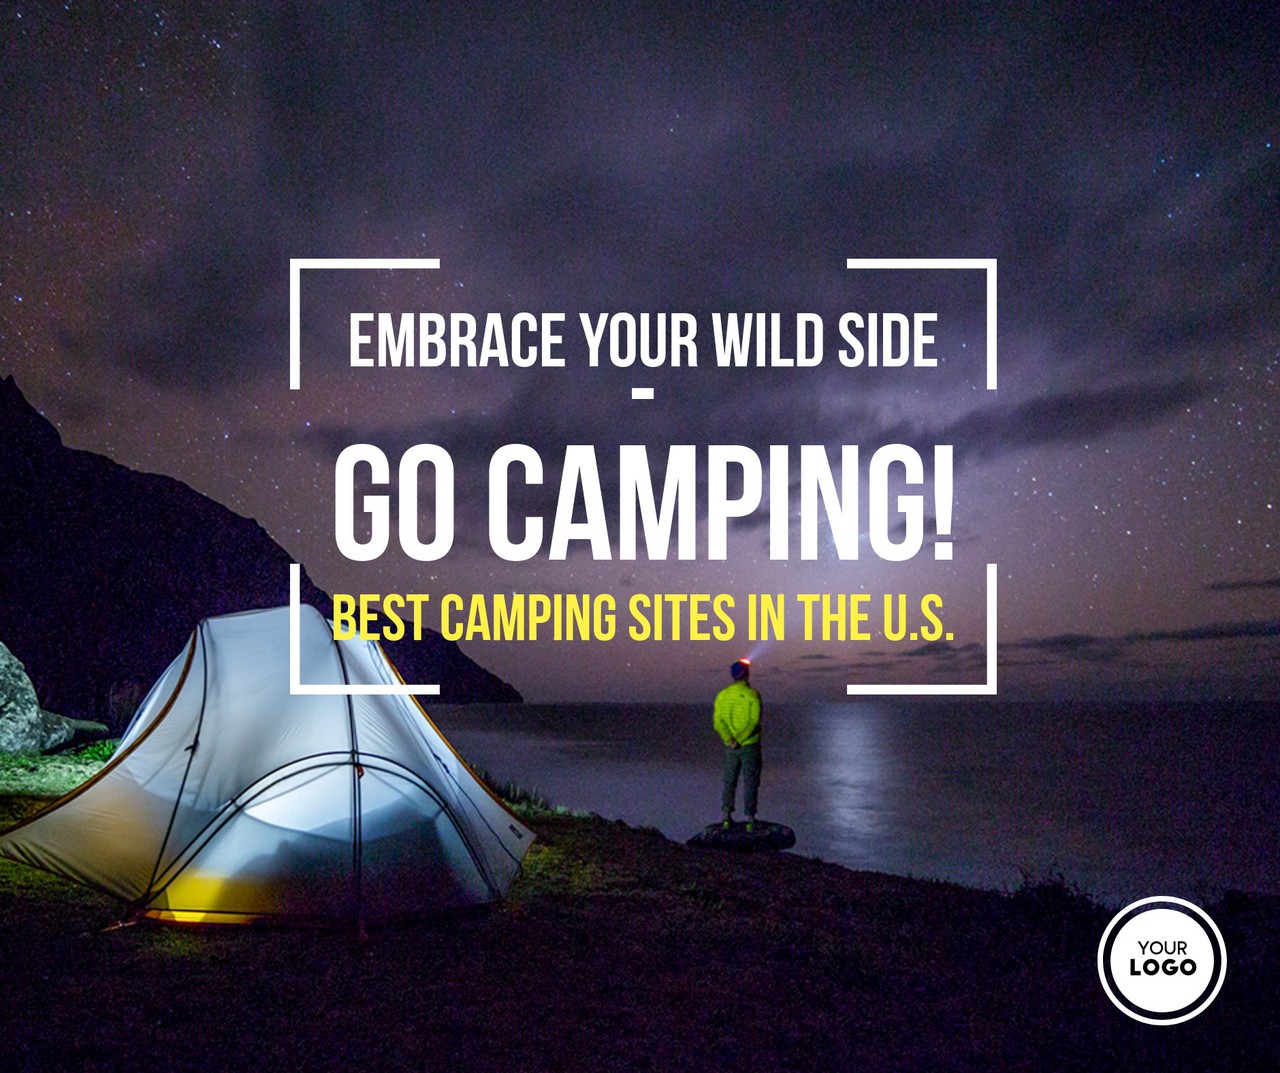 EMBRACE YOUR WILD SIDE
-
GO CAMPING!
BEST CAMPING SITES IN THE U.S.
YOUR
LOGO